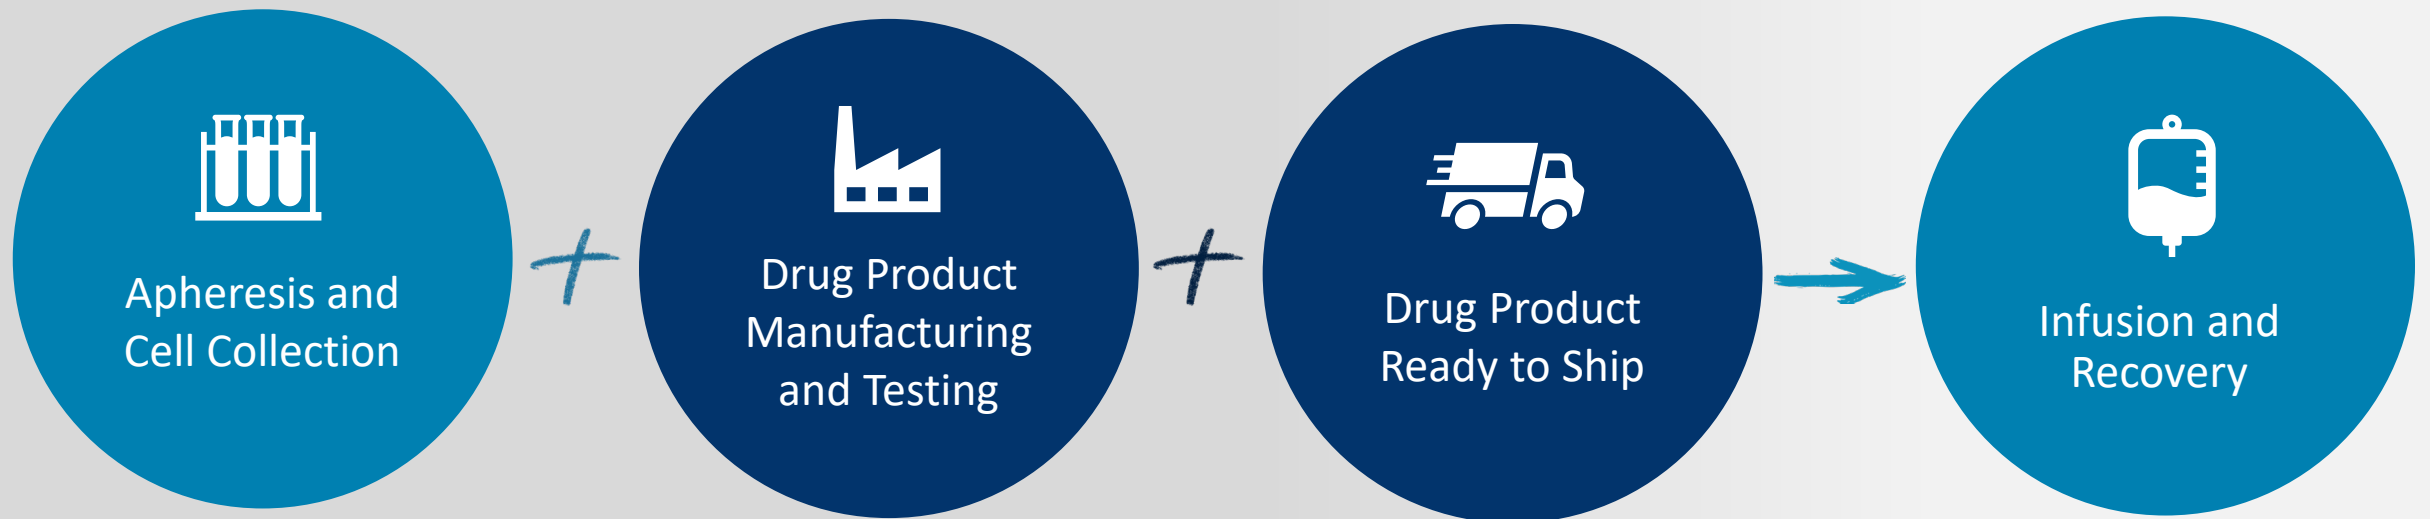 Apheresis and
Cell Collection
Drug Product
Manufacturing
and Testing
Drug Product
Ready to Ship
Infusion and
Recovery